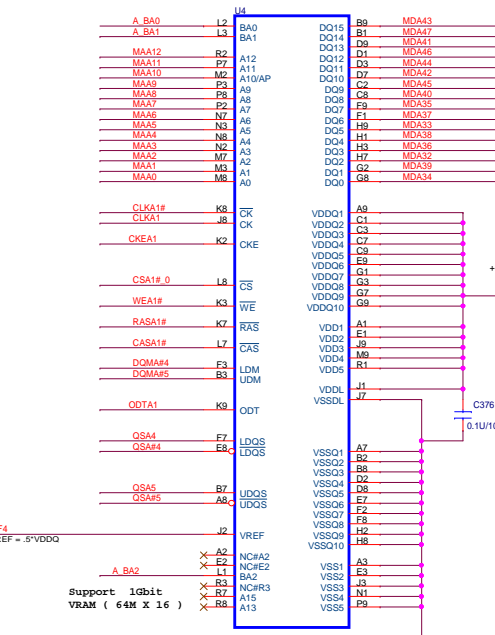 U4
A_BA0 L2 BA0 DQ15 B9 MDA43
A_BA1 L3 BA1 DQ14 B1 MDA47
DQ13 D9 MDA41
MAA12 R2 A12 DQ12 D1 MDA46
MAA11 P7 A11 DQ11 D3 MDA44
MAA10 M2 A10/AP DQ10 D7 MDA42
MAA9 P3 A9 DQ9 C2 MDA45
MAA8 P8 A8 DQ8 C8 MDA40
MAA7 P2 A7 DQ7 F9 MDA35
MAA6 N7 A6 DQ6 F1 MDA37
MAA5 N3 A5 DQ5 H9 MDA33
MAA4 N8 A4 DQ4 H1 MDA38
MAA3 N2 A3 DQ3 H3 MDA36
MAA2 M7 A2 DQ2 H7 MDA32
MAA1 M3 A1 DQ1 G2 MDA39
MAA0 M8 A0 DQ0 G8 MDA34
CLKA1# K8 CK VDDQ1 A9
CLKA1 J8 CK VDDQ2 C1
VDDQ3 C3
CKEA1 K2 CKE VDDQ4 C7
VDDQ5 C9
VDDQ6 E9
VDDQ7 G1
CSA1#_0 L8 CS VDDQ8 G3
VDDQ9 G7
WEA1# K3 WE VDDQ10 G9
RASA1# K7 RAS VDD1 A1
VDD2 E1
CASA1# L7 CAS VDD3 J9
VDD4 M9
DQMA#4 F3 LDM VDD5 R1
DQMA#5 B3 UDM
VDDL J1
VSSDL J7
ODTA1 K9 ODT
C376
0.1U/10
+
QSA4 F7 LDQS VSSQ1 A7
QSA#4 E8 LDQS VSSQ2 B2
VSSQ3 B8
VSSQ4 D2
QSA5 B7 UDQS VSSQ5 D8
QSA#5 A8 UDQS VSSQ6 E7
VSSQ7 F2
VSSQ8 F8
F4 J2 VREF VSSQ9 H2
EF = .5*VDDQ VSSQ10 H8
A2 NC#A2
E2 NC#E2 VSS1 A3
A_BA2 L1 BA2 VSS2 E3
R3 NC#R3 VSS3 J3
R7 A15 VSS4 N1
R8 A13 VSS5 P9
Support 1Gbit
VRAM ( 64M X 16 )